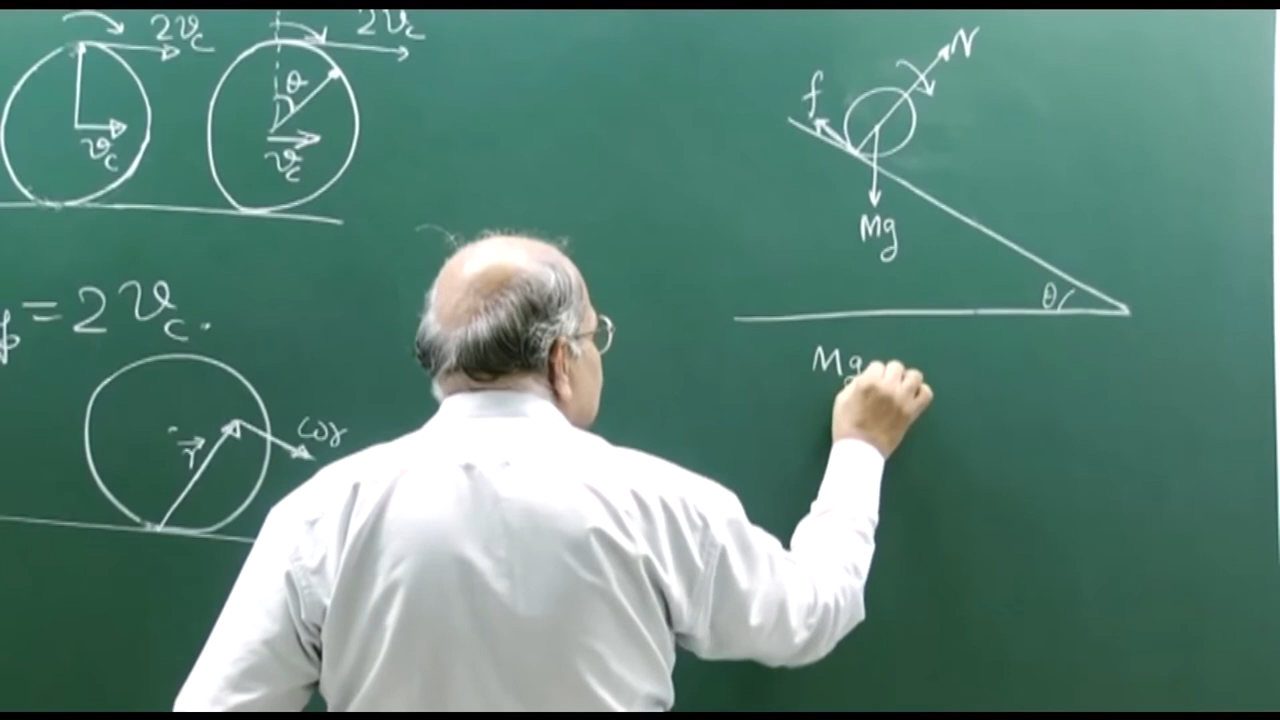 2v_c
2v_c
θ
v_c
v_c
N
f
Mg
θ
p = 2v_c.
r⃗
ωr
Mg